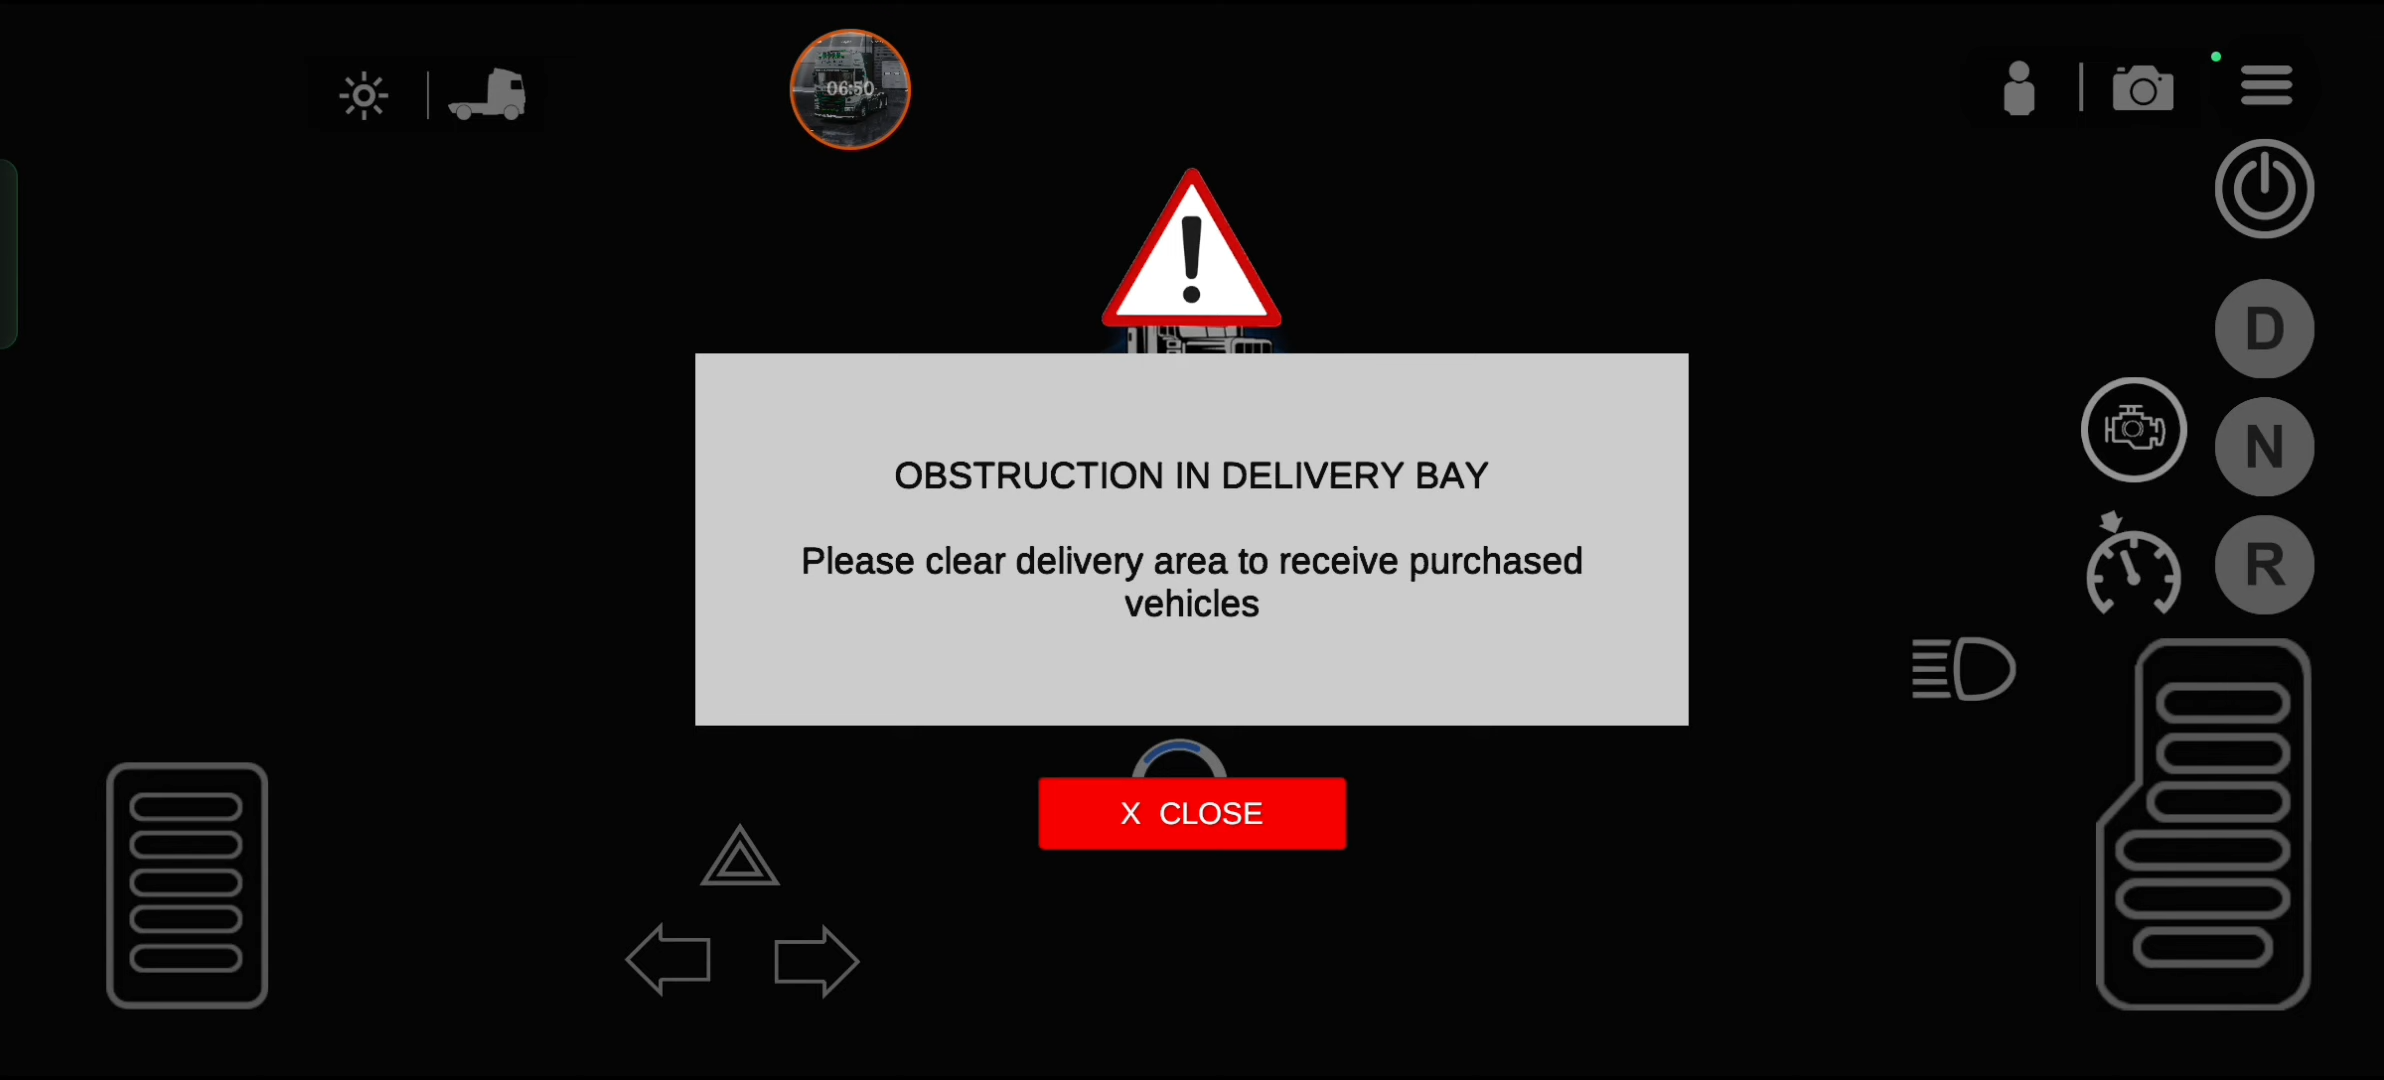 06:50
OBSTRUCTION IN DELIVERY BAY
Please clear delivery area to receive purchased
vehicles
X CLOSE
D
N
R